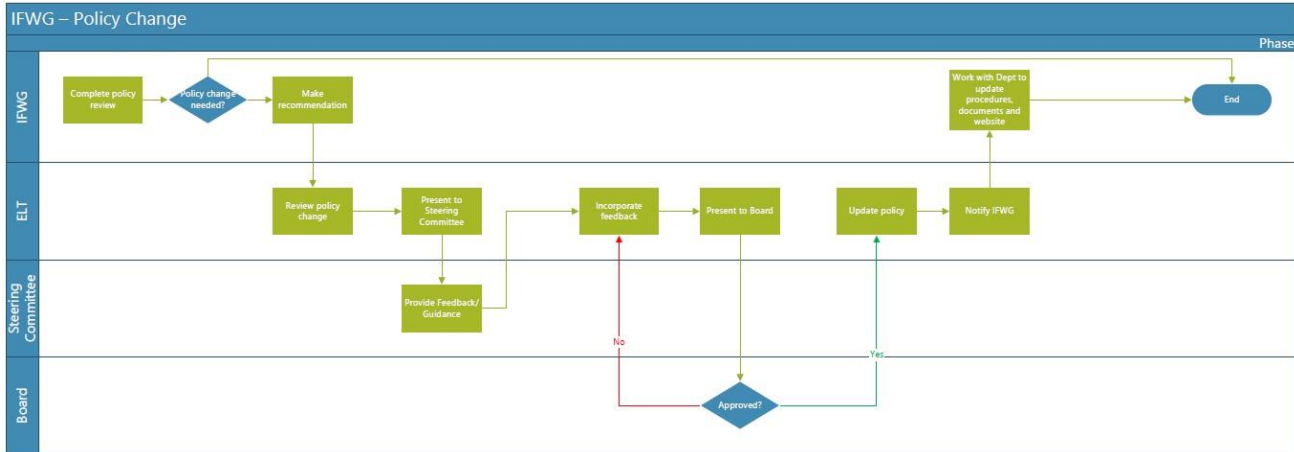 IFWG – Policy Change
Phase
IFWG
Complete policy
review
Policy change
needed?
Make
recommendation
Work with Dept to
update
procedures,
documents and
website
End
ELT
Review policy
change
Present to
Steering
Committee
Incorporate
feedback
Present to Board
Update policy
Notify IFWG
Steering
Committee
Provide Feedback/
Guidance
No
Yes
Board
Approved?